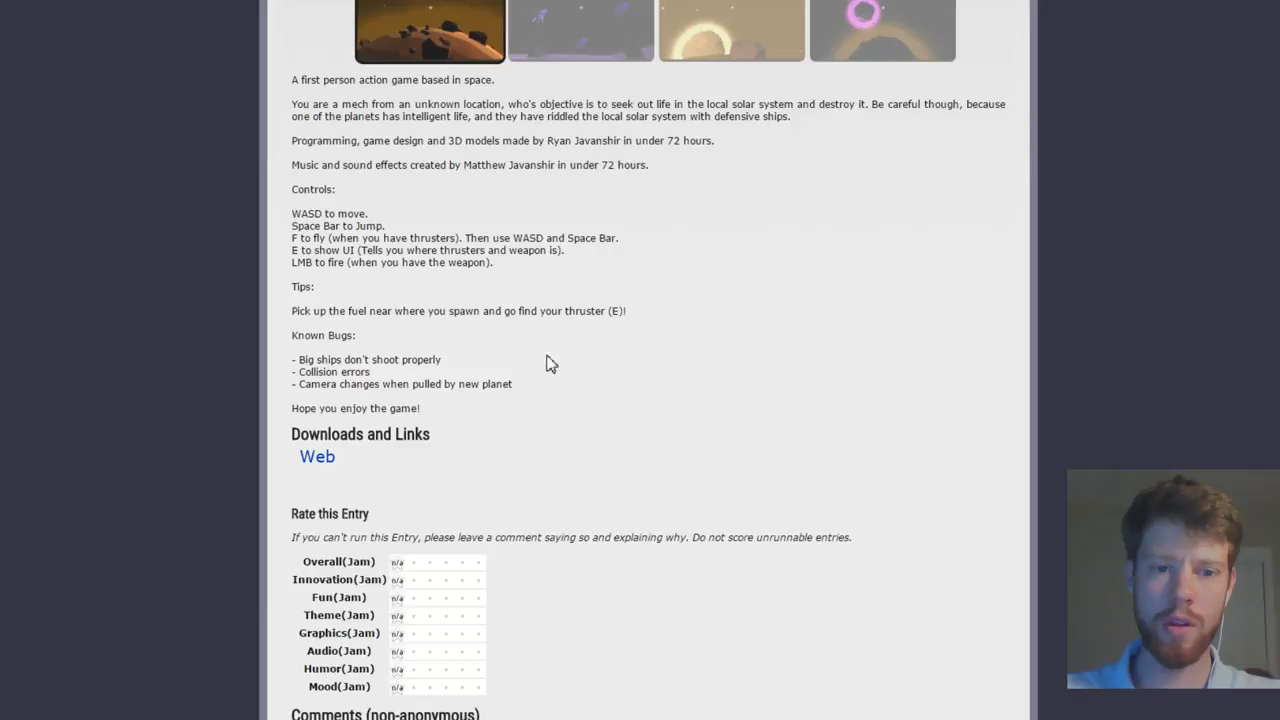 A first person action game based in space.
You are a mech from an unknown location, who's objective is to seek out life in the local solar system and destroy it. Be careful though, because
one of the planets has intelligent life, and they have riddled the local solar system with defensive ships.
Programming, game design and 3D models made by Ryan Javanshir in under 72 hours.
Music and sound effects created by Matthew Javanshir in under 72 hours.
Controls:
WASD to move.
Space Bar to Jump.
F to fly (when you have thrusters). Then use WASD and Space Bar.
E to show UI (Tells you where thrusters and weapon is).
LMB to fire (when you have the weapon).
Tips:
Pick up the fuel near where you spawn and go find your thruster (E)!
Known Bugs:
- Big ships don't shoot properly
- Collision errors
- Camera changes when pulled by new planet
Hope you enjoy the game!
Downloads and Links
Web
Rate this Entry
If you can't run this Entry, please leave a comment saying so and explaining why. Do not score unrunnable entries.
Overall(Jam) n/a
Innovation(Jam) n/a
Fun(Jam) n/a
Theme(Jam) n/a
Graphics(Jam) n/a
Audio(Jam) n/a
Humor(Jam) n/a
Mood(Jam) n/a
Comments (non-anonymous)